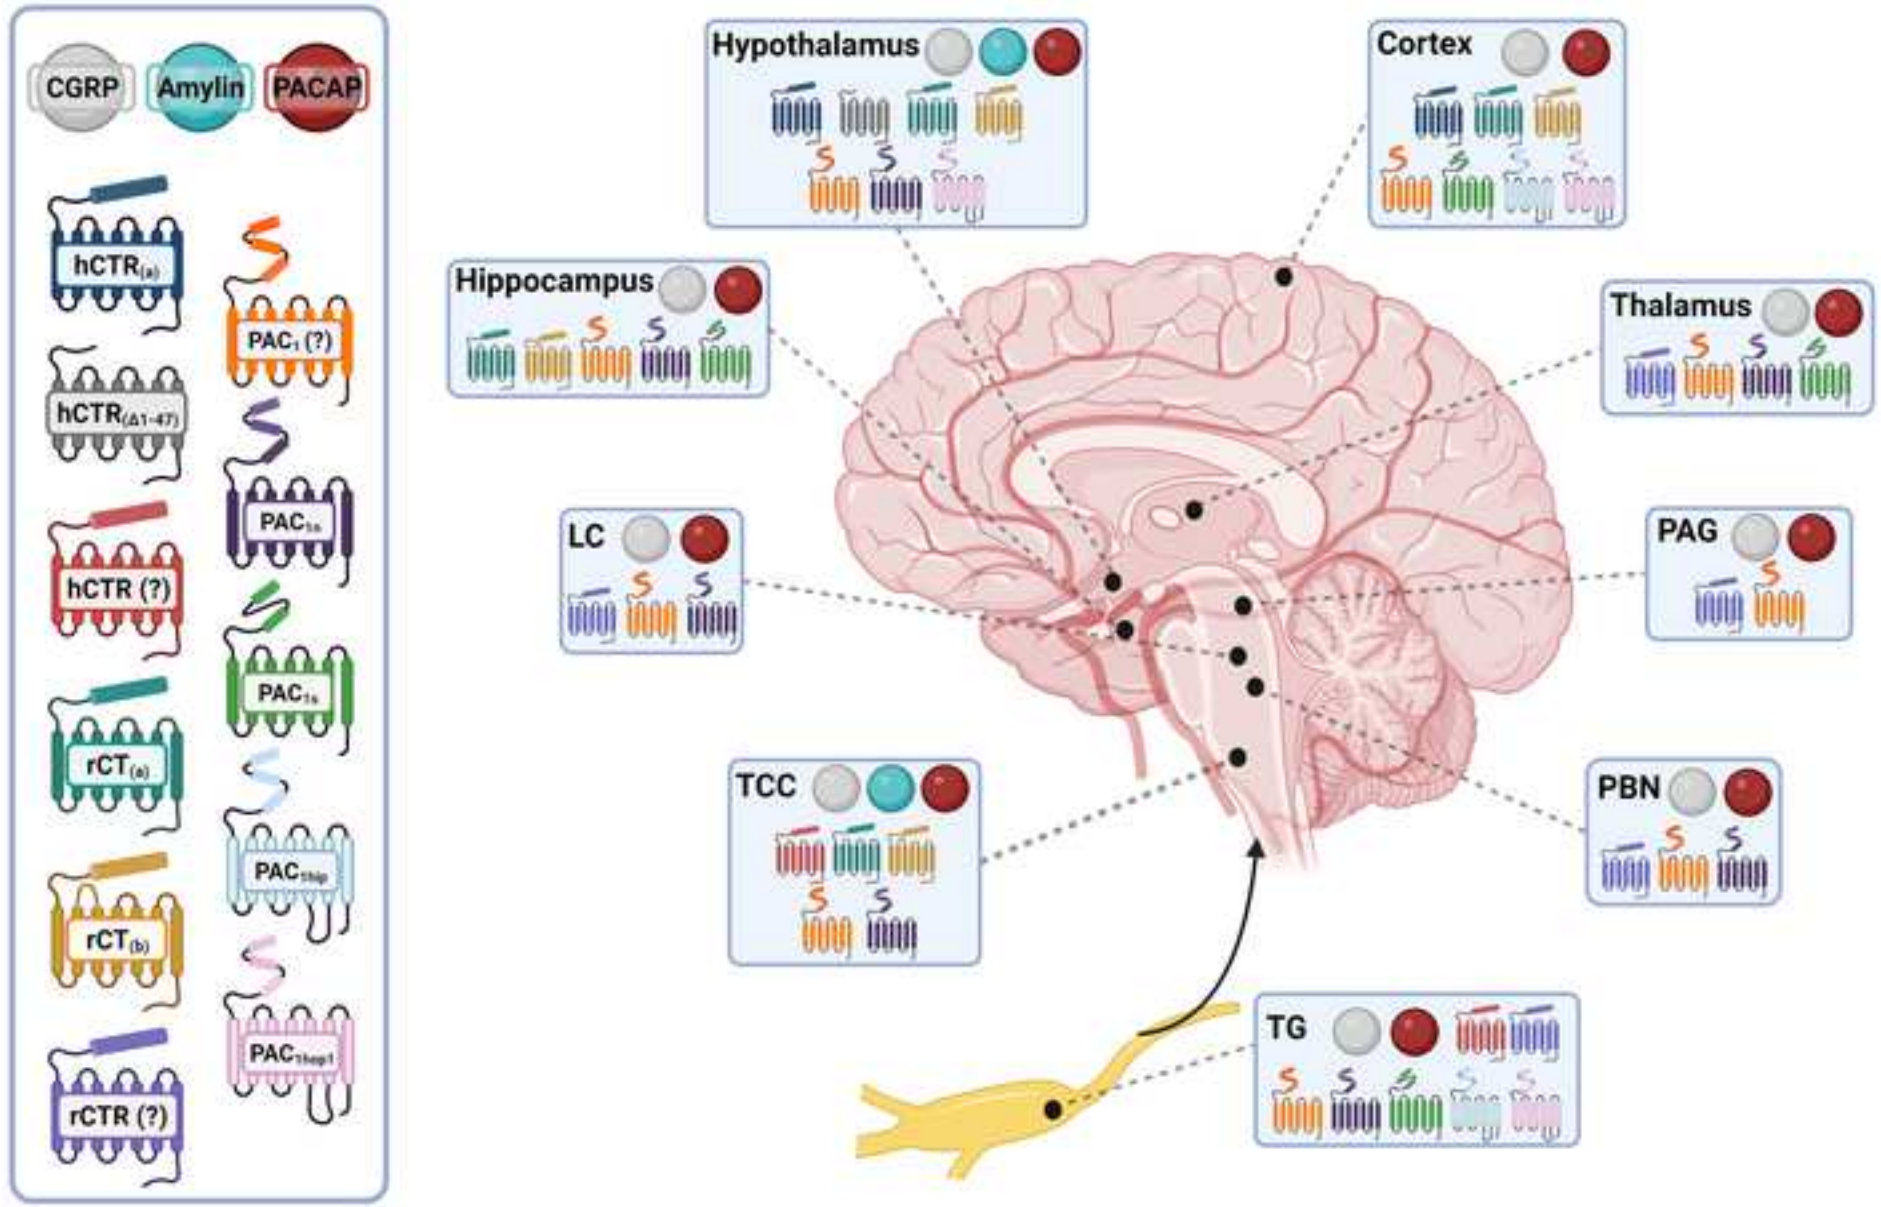 CGRP Amylin PACAP
hCTR(a)
hCTR(Δ1-47)
hCTR (?)
rCT(a)
rCT(b)
rCTR (?)
PAC1 (?)
PAC1n
PAC1s
PAC1hip
PAC1hop1
Hypothalamus
Cortex
Hippocampus
Thalamus
LC
PAG
TCC
PBN
TG